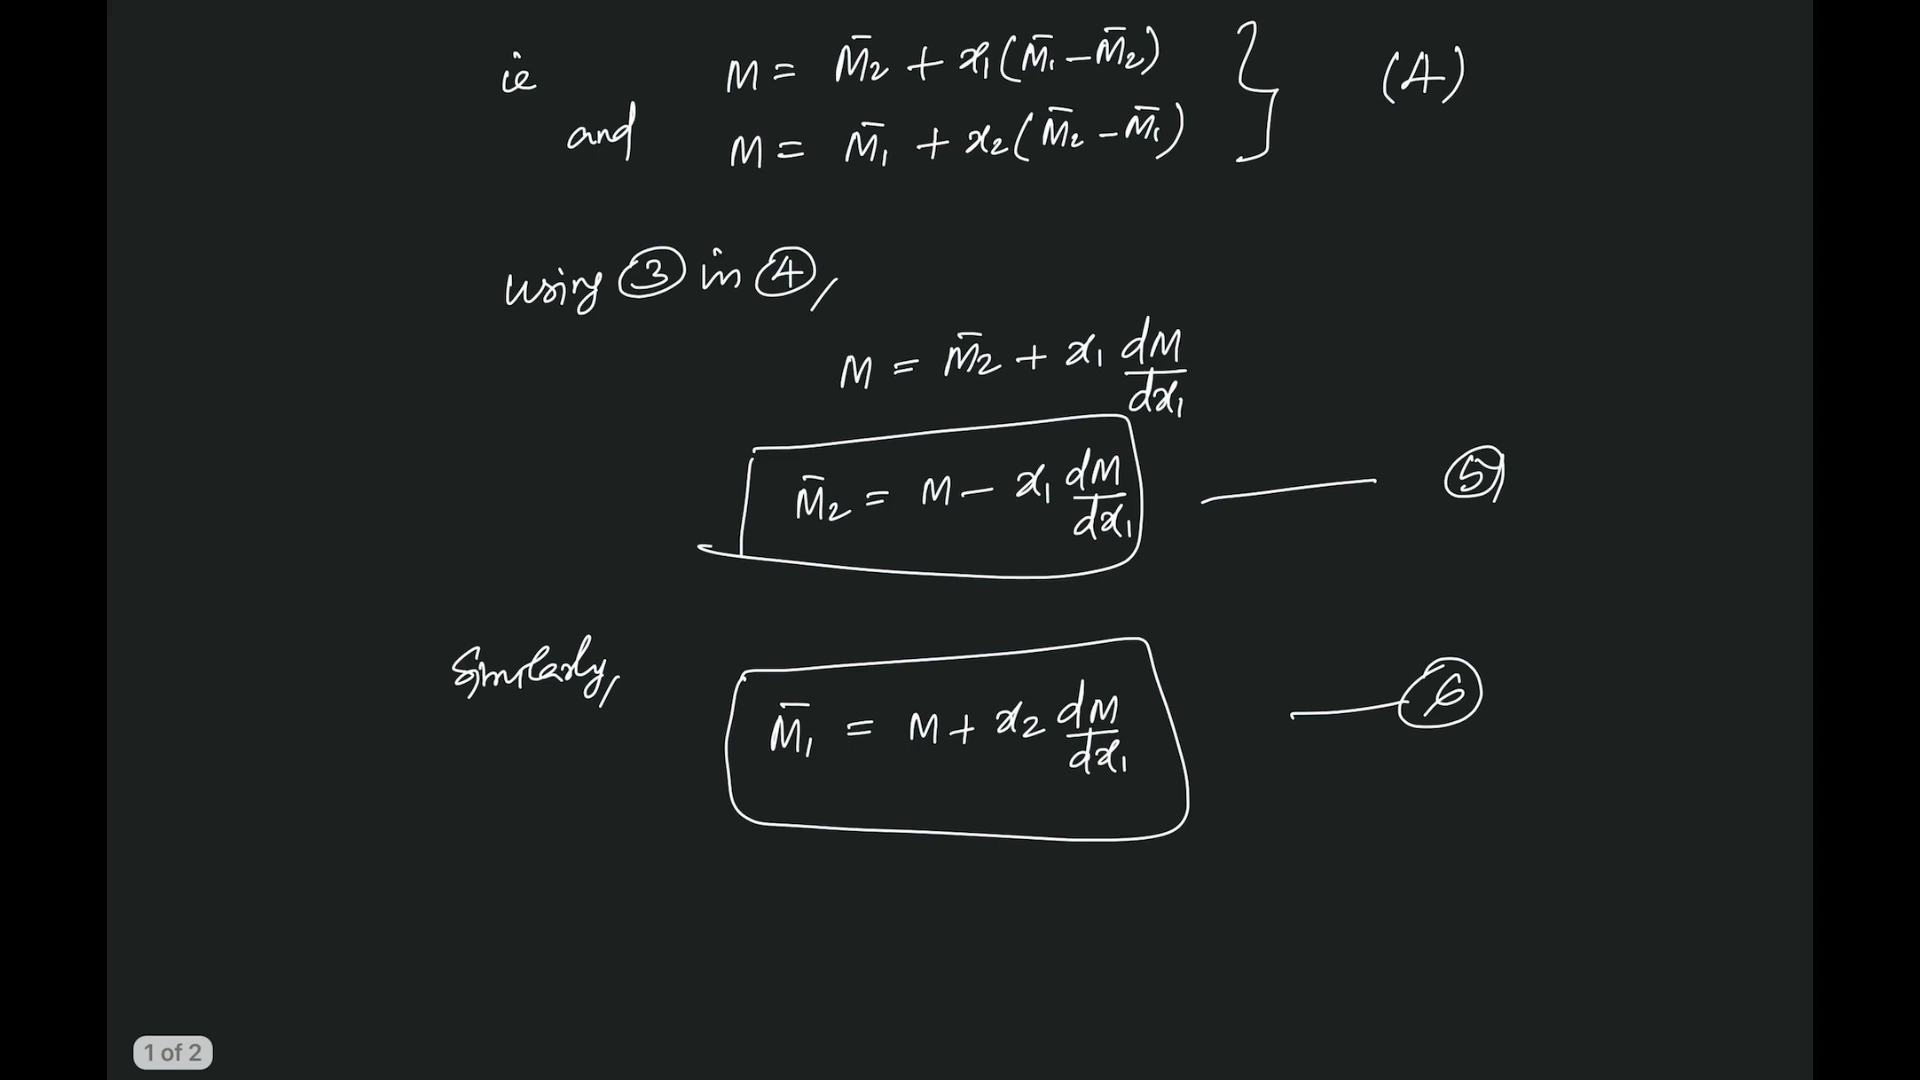 ie M = M̄₂ + x₁(M̄₁ – M̄₂) } (4)
and M = M̄₁ + x₂(M̄₂ – M̄₁)
Using ③ in ④,
M = M̄₂ + x₁ dM/dx₁
M̄₂ = M – x₁ dM/dx₁ —— ⑤
Similarly,
M̄₁ = M + x₂ dM/dx₁ —— ⑥
1 of 2